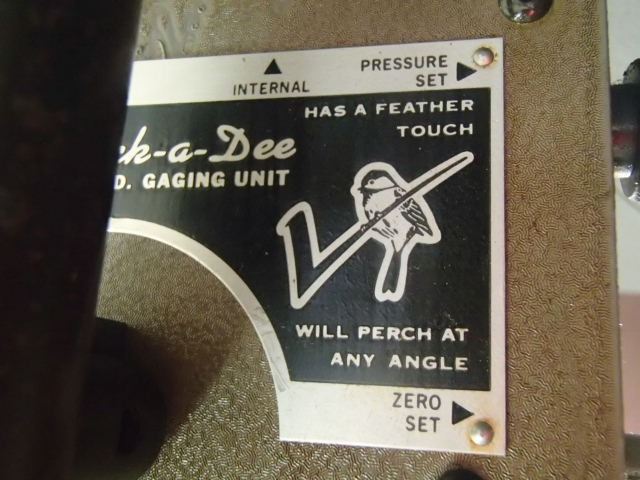 INTERNAL
PRESSURE
SET
HAS A FEATHER
TOUCH
ck-a-Dee
D. GAGING UNIT
WILL PERCH AT
ANY ANGLE
ZERO
SET